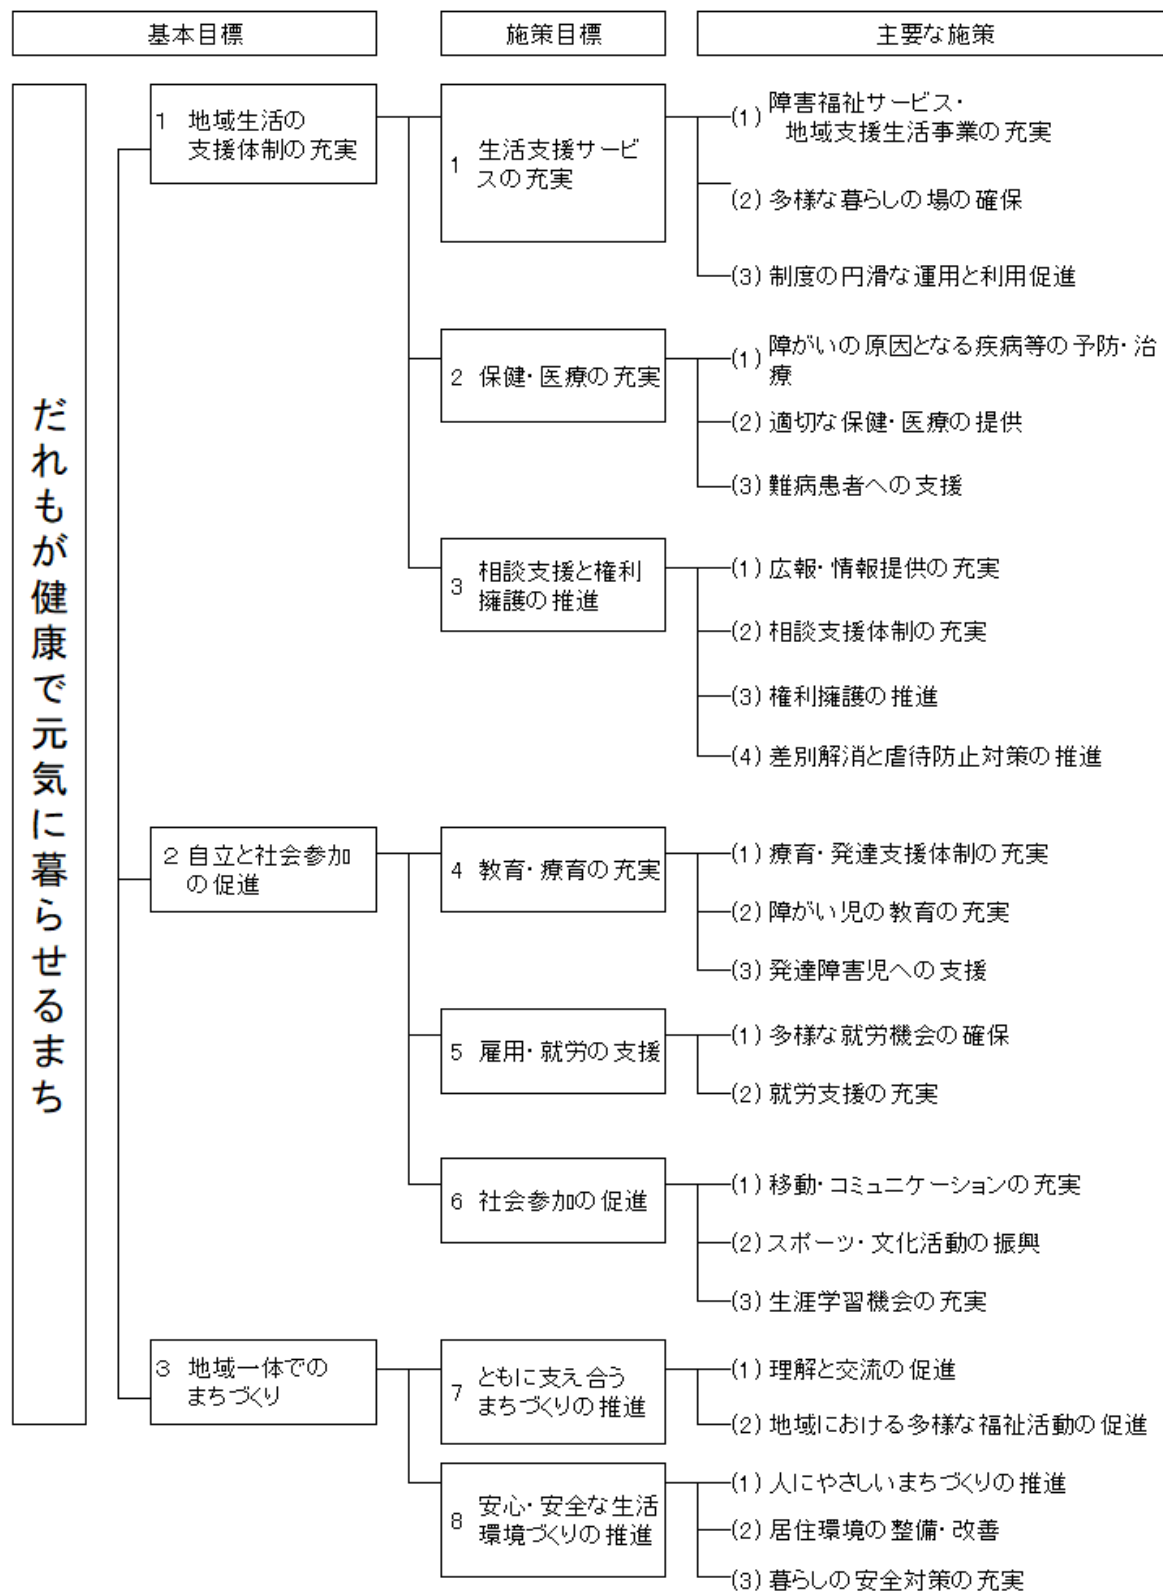 基本目標
施策目標
主要な施策
だれもが健康で元気に暮らせるまち
1 地域生活の
支援体制の充実
1 生活支援サービ
スの充実
(1) 障害福祉サービス・
地域支援生活事業の充実
(2) 多様な暮らしの場の確保
(3) 制度の円滑な運用と利用促進
2 保健・医療の充実
(1) 障がいの原因となる疾病等の予防・治
療
(2) 適切な保健・医療の提供
(3) 難病患者への支援
3 相談支援と権利
擁護の推進
(1) 広報・情報提供の充実
(2) 相談支援体制の充実
(3) 権利擁護の推進
(4) 差別解消と虐待防止対策の推進
2 自立と社会参加
の促進
4 教育・療育の充実
(1) 療育・発達支援体制の充実
(2) 障がい児の教育の充実
(3) 発達障害児への支援
5 雇用・就労の支援
(1) 多様な就労機会の確保
(2) 就労支援の充実
6 社会参加の促進
(1) 移動・コミュニケーションの充実
(2) スポーツ・文化活動の振興
(3) 生涯学習機会の充実
3 地域一体での
まちづくり
7 ともに支え合う
まちづくりの推進
(1) 理解と交流の促進
(2) 地域における多様な福祉活動の促進
8 安心・安全な生活
環境づくりの推進
(1) 人にやさしいまちづくりの推進
(2) 居住環境の整備・改善
(3) 暮らしの安全対策の充実